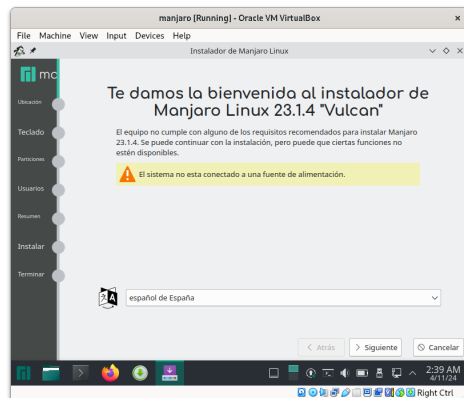 manjaro [Running] - Oracle VM VirtualBox
File Machine View Input Devices Help
Instalador de Manjaro Linux
Te damos la bienvenida al instalador de
Manjaro Linux 23.1.4 "Vulcan"
Ubicación
Teclado
Particiones
Usuarios
Resumen
Instalar
Terminar
El equipo no cumple con alguno de los requisitos recomendados para instalar Manjaro
23.1.4. Se puede continuar con la instalación, pero puede que ciertas funciones no
estén disponibles.
El sistema no esta conectado a una fuente de alimentación.
español de España
Atrás
Siguiente
Cancelar
2:39 AM
4/11/24
Right Ctrl